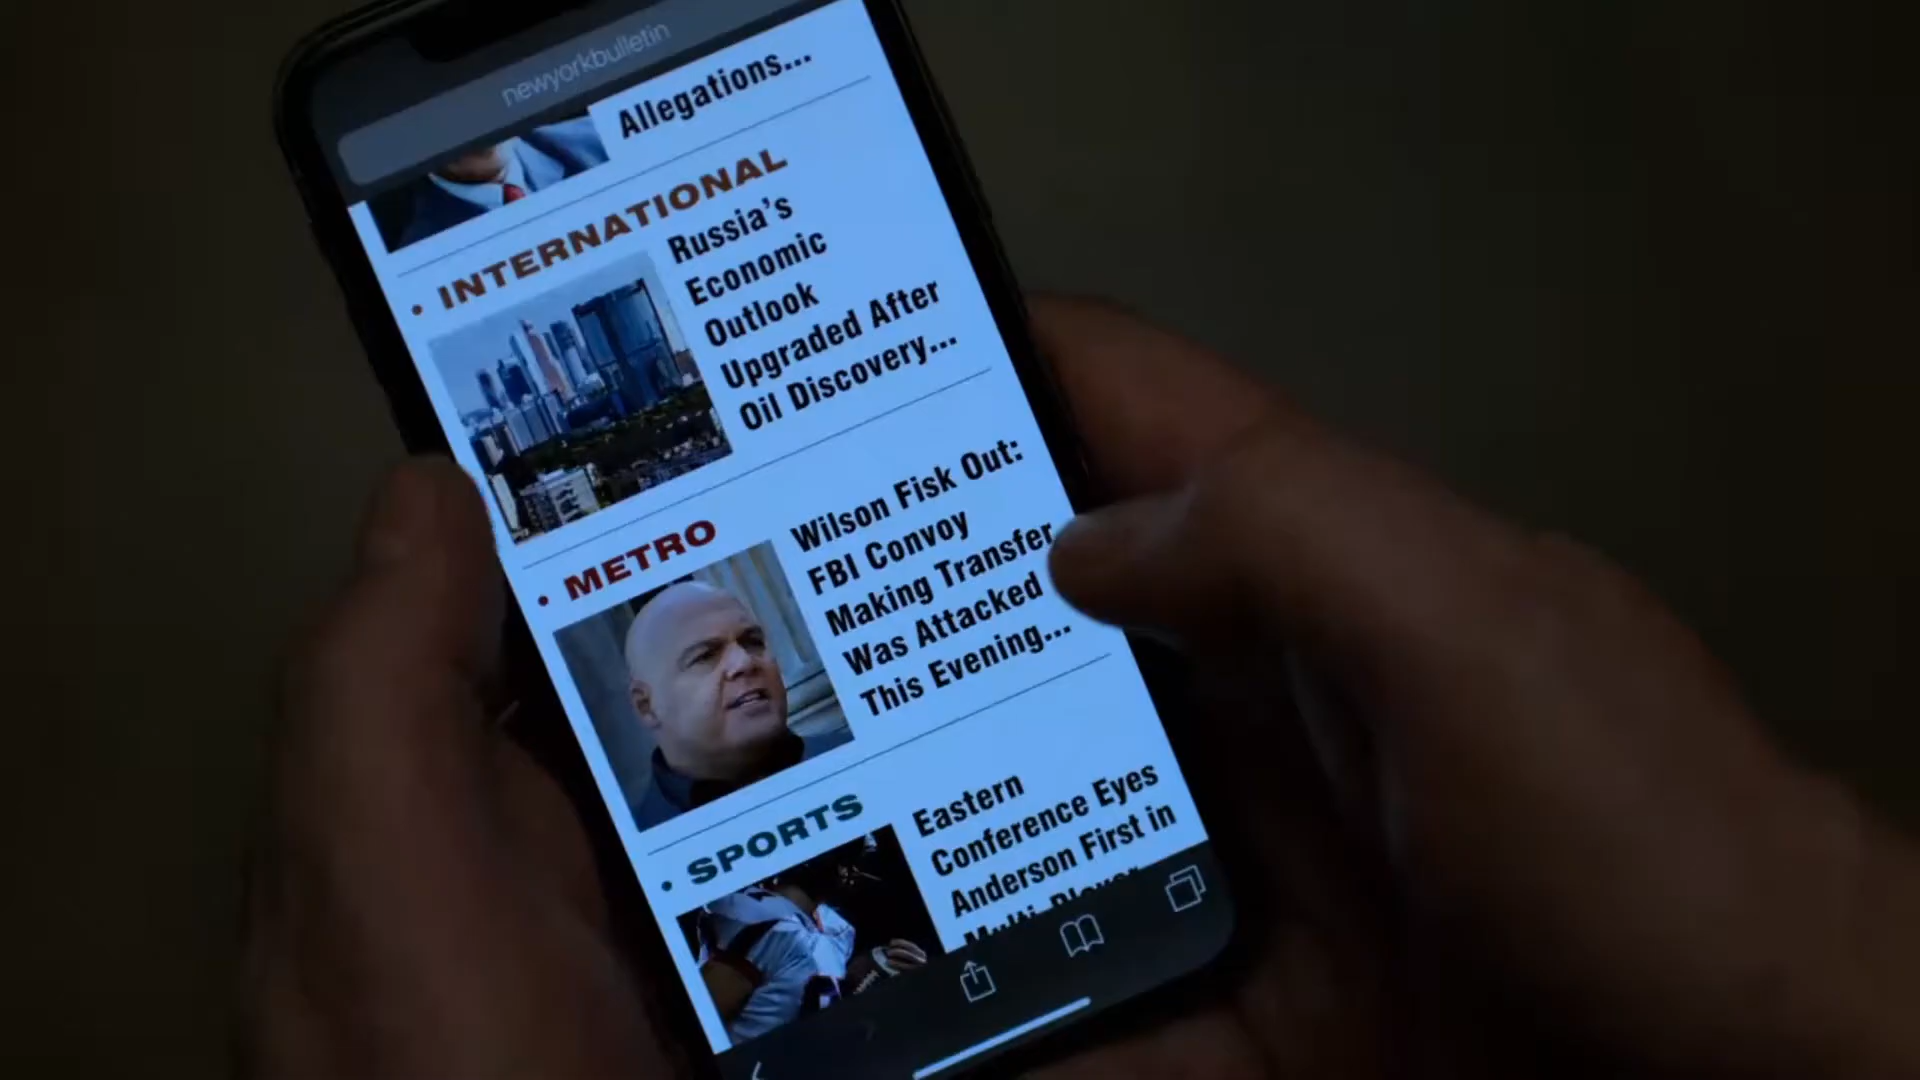 newyorkbulletin
Allegations...
• INTERNATIONAL
Russia's
Economic
Outlook
Upgraded After
Oil Discovery...
• METRO
Wilson Fisk Out:
FBI Convoy
Making Transfer
Was Attacked
This Evening...
• SPORTS
Eastern
Conference Eyes
Anderson First in